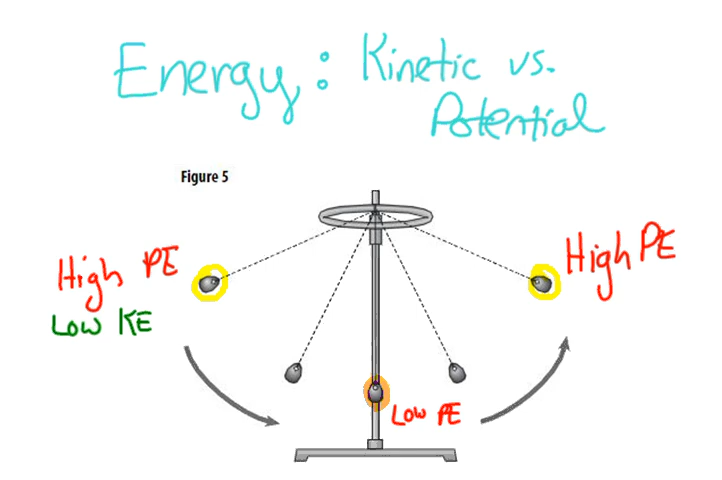 Energy: Kinetic vs.
Potential
Figure 5
High PE
Low KE
High PE
Low PE